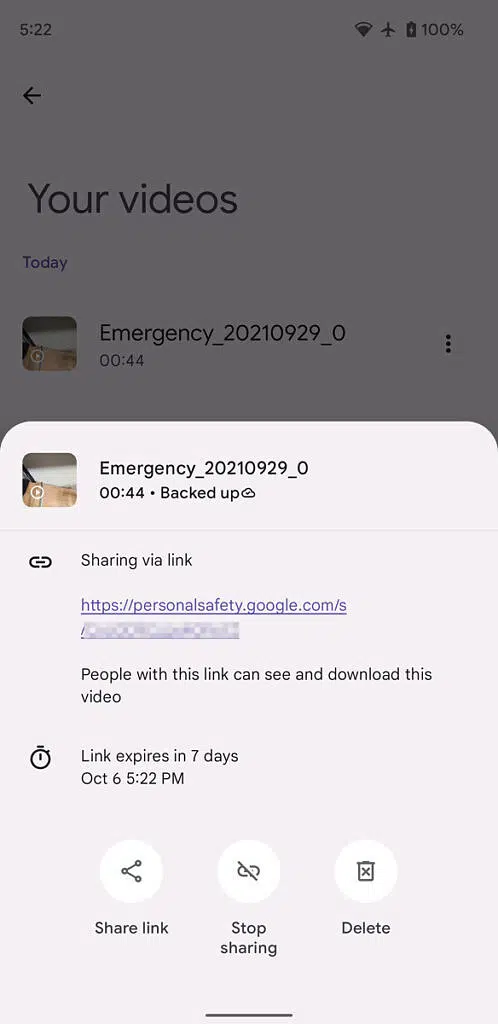 5:22
100%
Your videos
Today
Emergency_20210929_0
00:44
Emergency_20210929_0
00:44 • Backed up
Sharing via link
https://personalsafety.google.com/s
/
People with this link can see and download this
video
Link expires in 7 days
Oct 6 5:22 PM
Share link
Stop
sharing
Delete